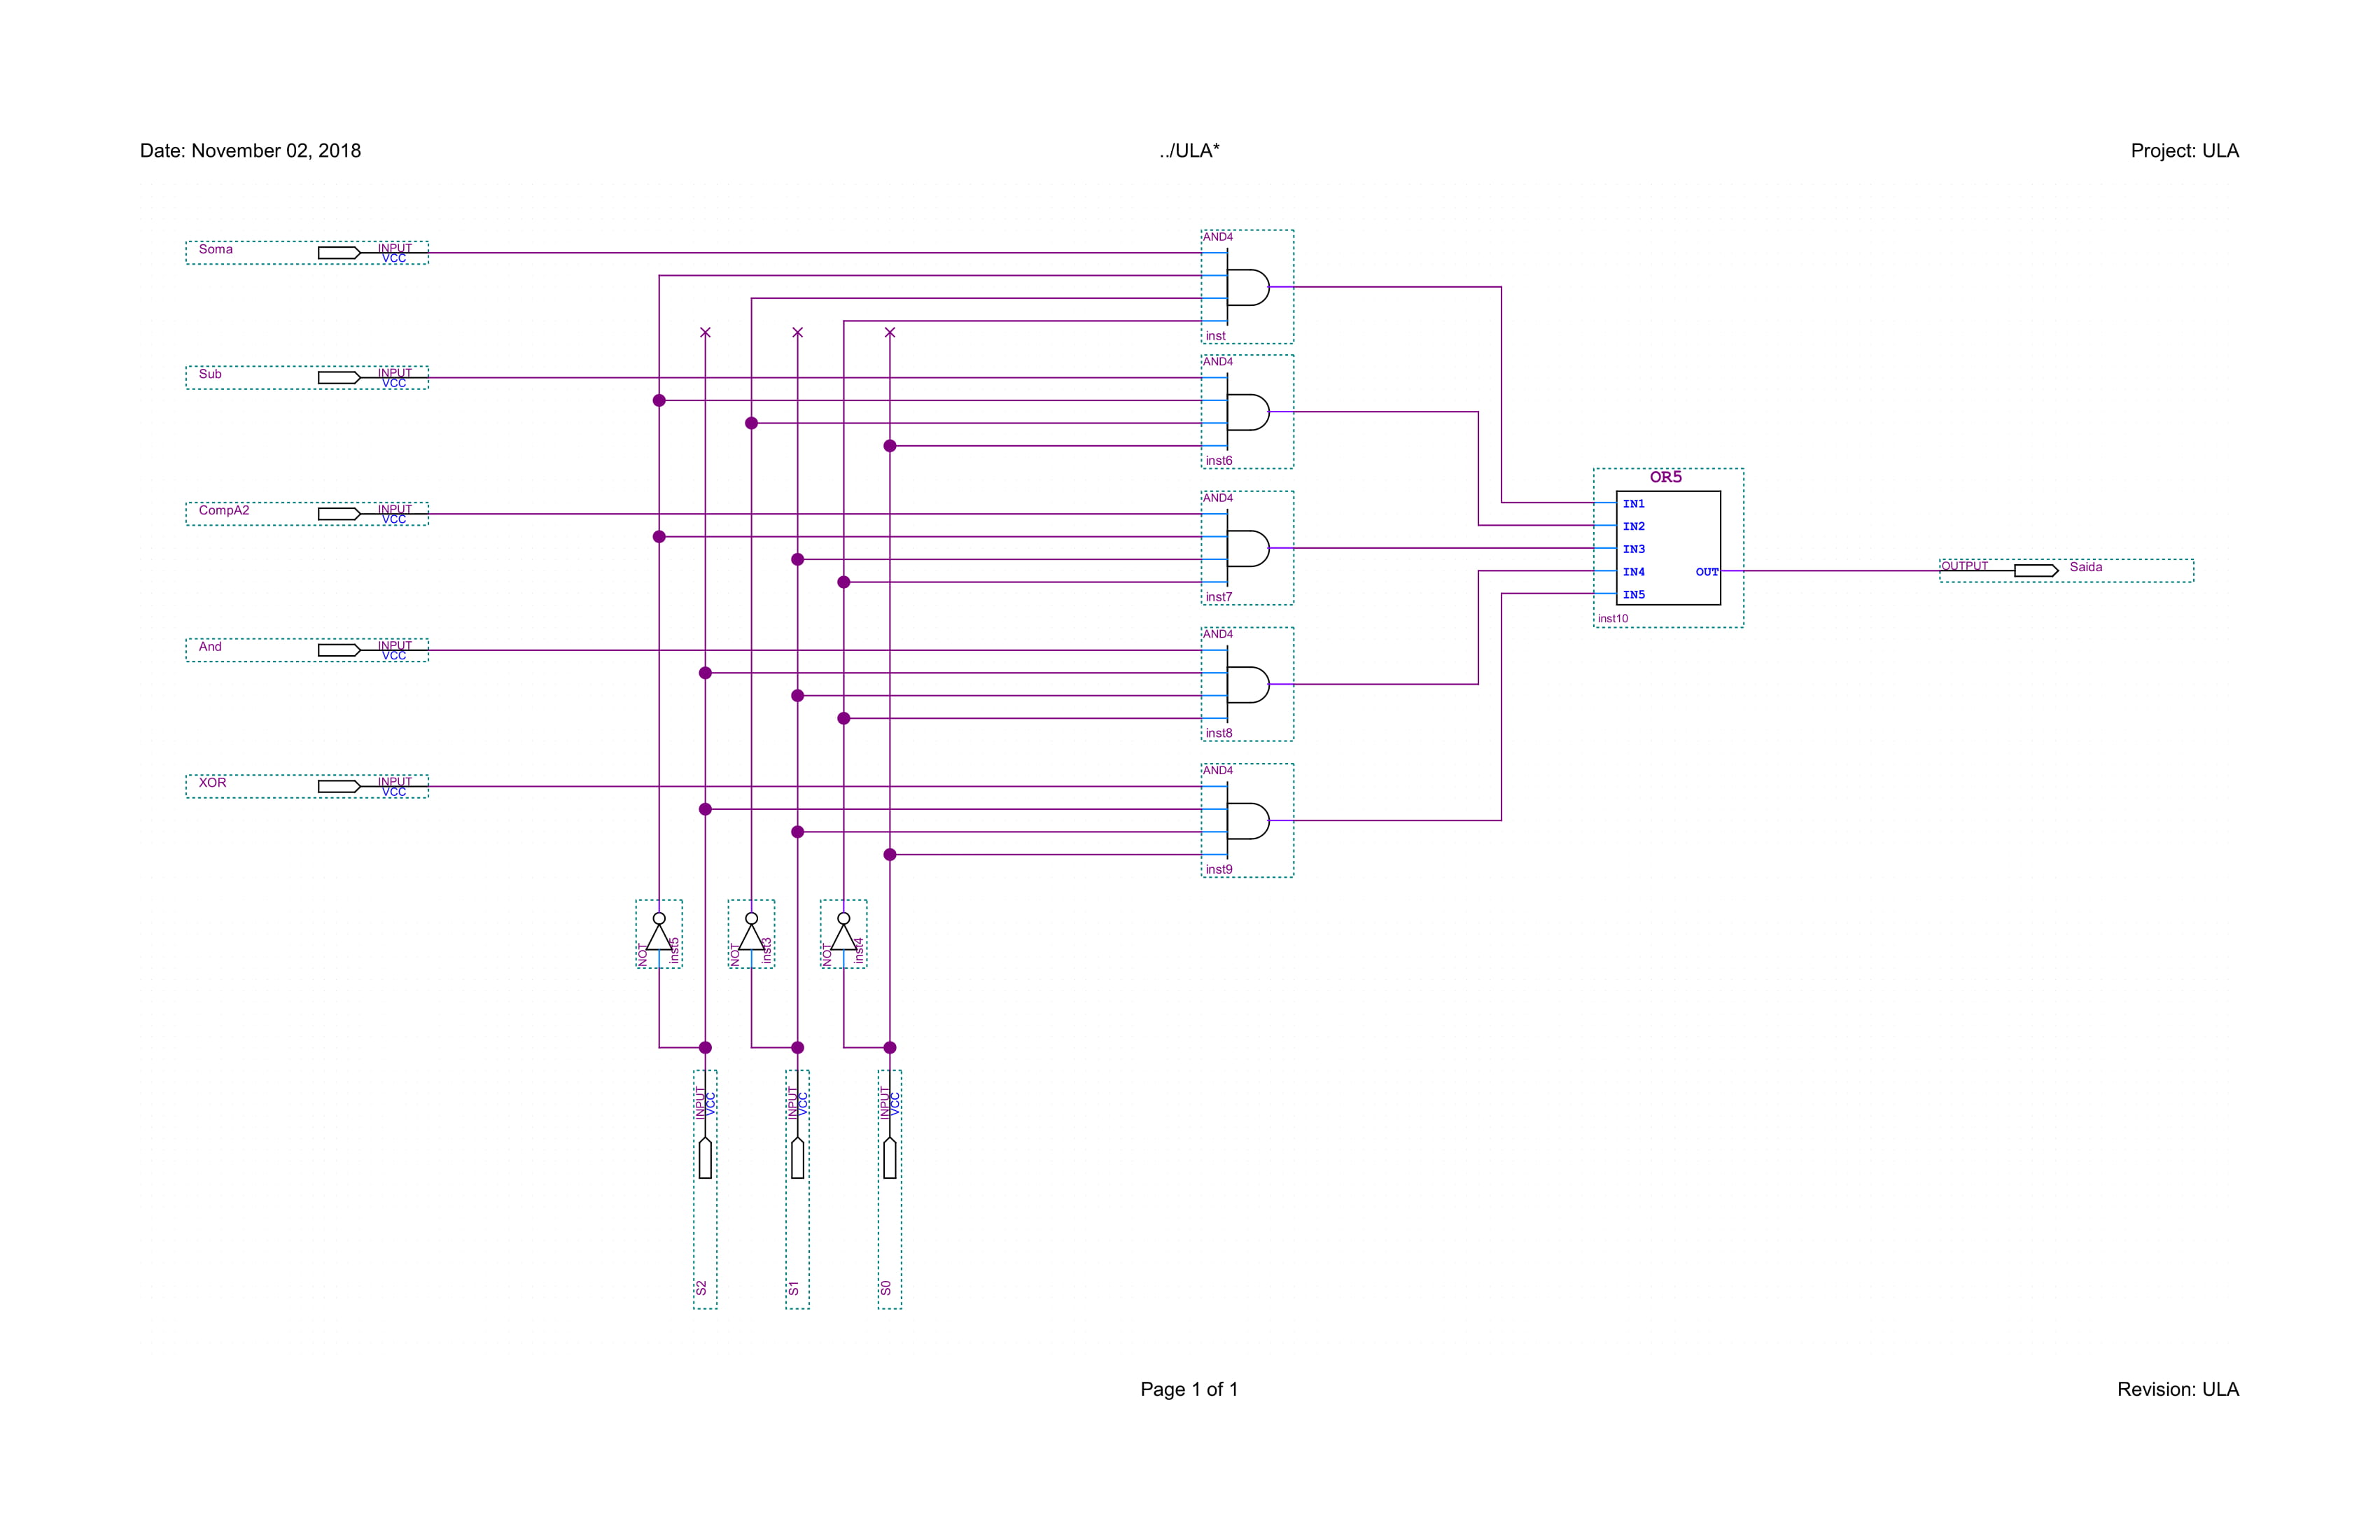 Date: November 02, 2018
../ULA*
Project: ULA
Soma
INPUT
VCC
AND4
inst
Sub
INPUT
VCC
AND4
inst6
OR5
IN1
IN2
IN3
IN4
IN5
OUT
inst10
CompA2
INPUT
VCC
AND4
inst7
OUTPUT
Saida
And
INPUT
VCC
AND4
inst8
XOR
INPUT
VCC
AND4
inst9
NOT
inst5
NOT
inst3
NOT
inst4
INPUT
VCC
S2
INPUT
VCC
S1
INPUT
VCC
S0
Page 1 of 1
Revision: ULA